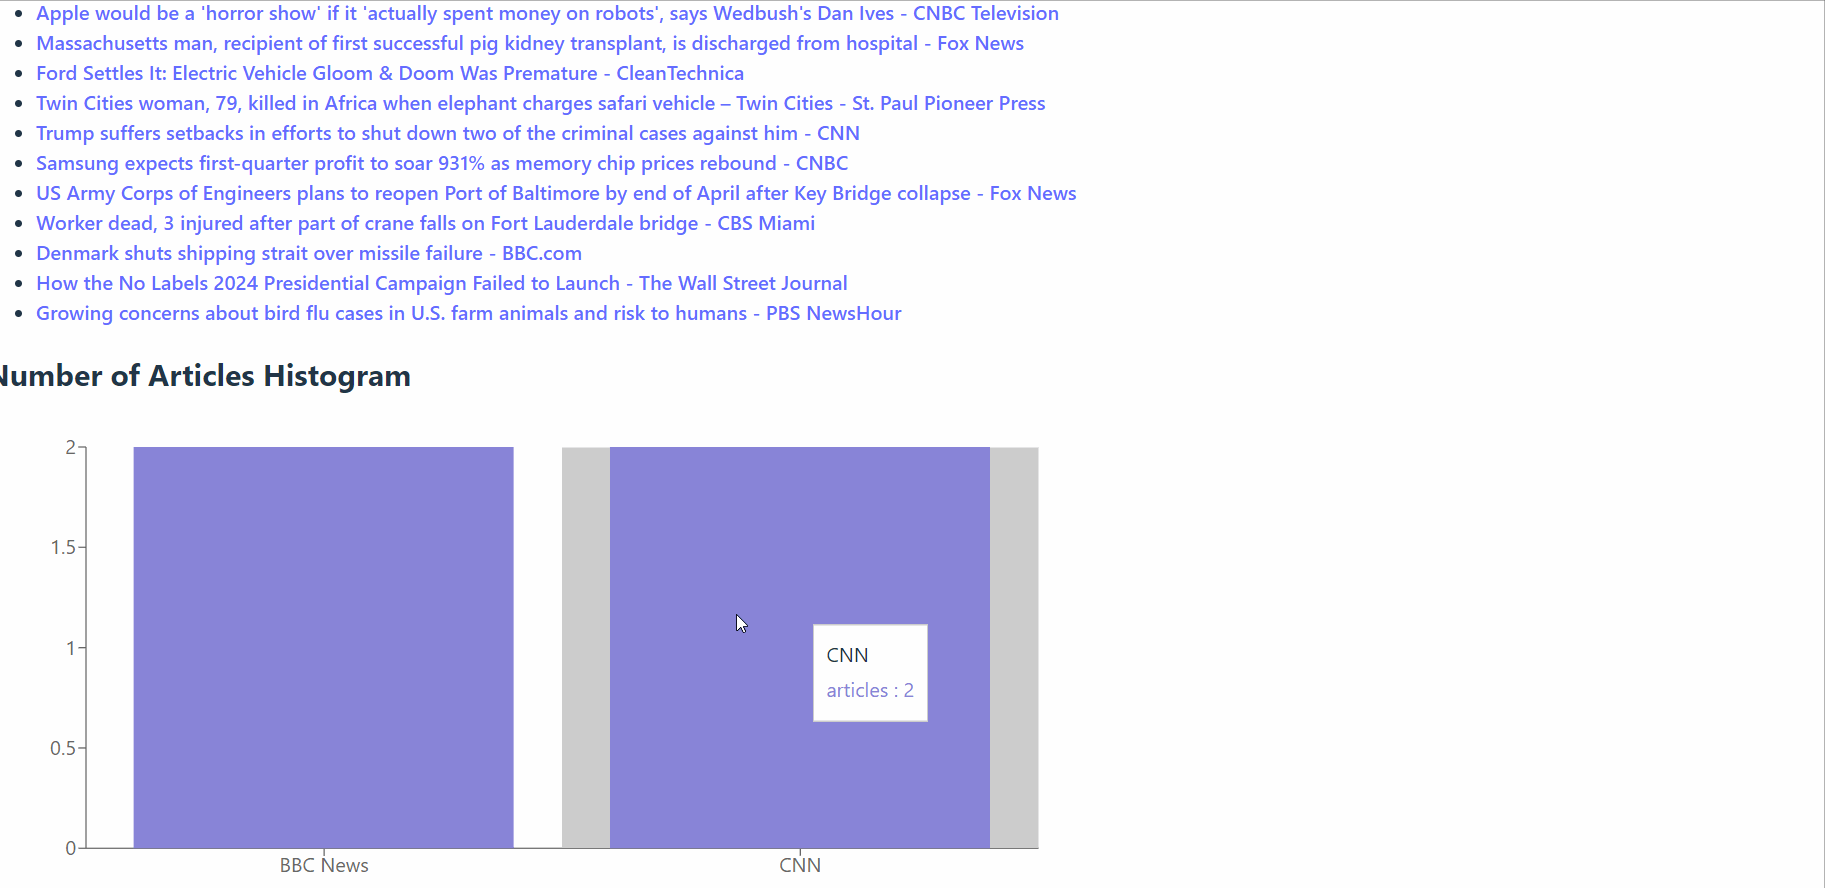 Apple would be a 'horror show' if it 'actually spent money on robots', says Wedbush's Dan Ives - CNBC Television
Massachusetts man, recipient of first successful pig kidney transplant, is discharged from hospital - Fox News
Ford Settles It: Electric Vehicle Gloom & Doom Was Premature - CleanTechnica
Twin Cities woman, 79, killed in Africa when elephant charges safari vehicle – Twin Cities - St. Paul Pioneer Press
Trump suffers setbacks in efforts to shut down two of the criminal cases against him - CNN
Samsung expects first-quarter profit to soar 931% as memory chip prices rebound - CNBC
US Army Corps of Engineers plans to reopen Port of Baltimore by end of April after Key Bridge collapse - Fox News
Worker dead, 3 injured after part of crane falls on Fort Lauderdale bridge - CBS Miami
Denmark shuts shipping strait over missile failure - BBC.com
How the No Labels 2024 Presidential Campaign Failed to Launch - The Wall Street Journal
Growing concerns about bird flu cases in U.S. farm animals and risk to humans - PBS NewsHour
Number of Articles Histogram
2
1.5
1
0.5
0
CNN
articles : 2
BBC News
CNN